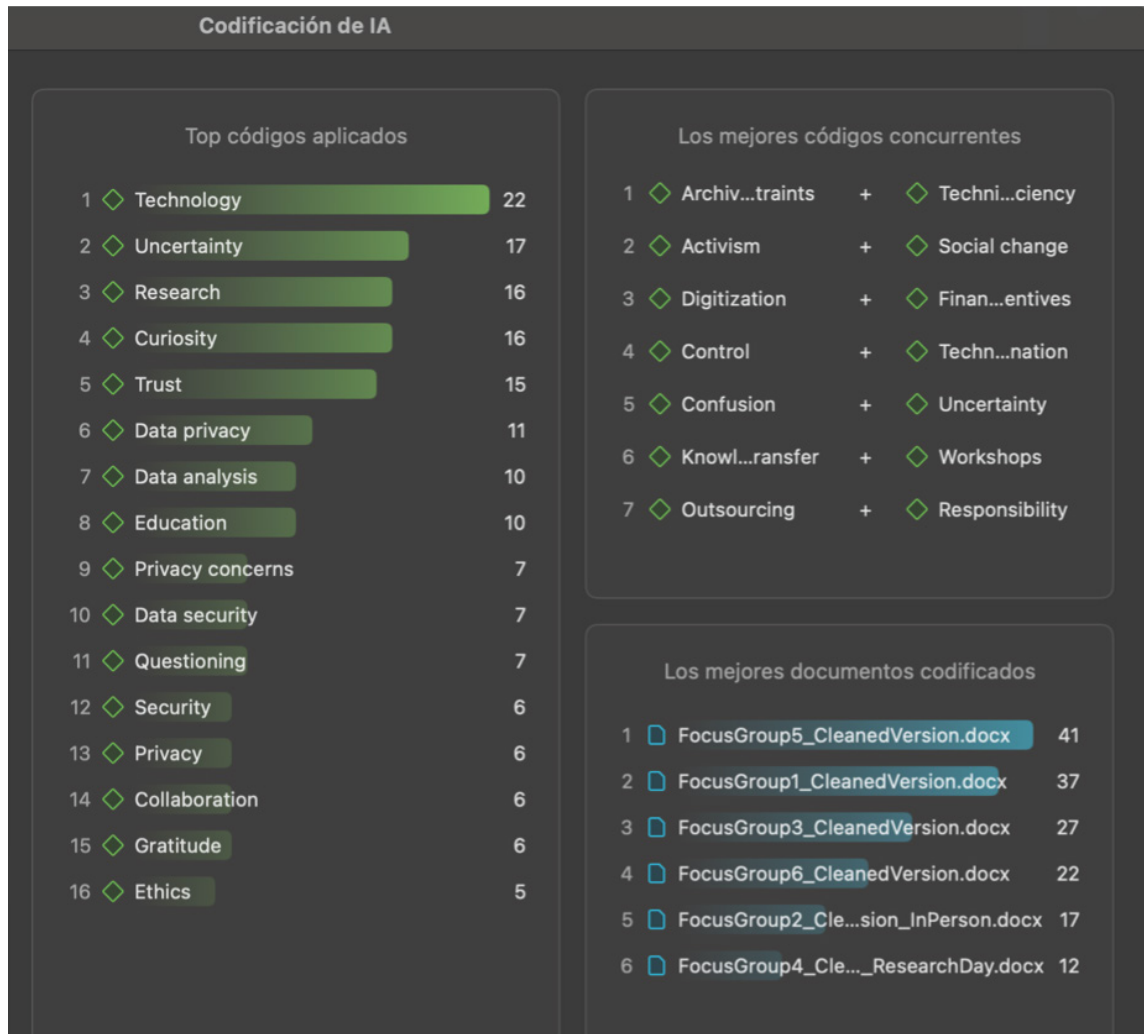 Codificación de IA
Top códigos aplicados
1 Technology 22
2 Uncertainty 17
3 Research 16
4 Curiosity 16
5 Trust 15
6 Data privacy 11
7 Data analysis 10
8 Education 10
9 Privacy concerns 7
10 Data security 7
11 Questioning 7
12 Security 6
13 Privacy 6
14 Collaboration 6
15 Gratitude 6
16 Ethics 5
Los mejores códigos concurrentes
1 Archiv...traints + Techni...ciency
2 Activism + Social change
3 Digitization + Finan...entives
4 Control + Techn...nation
5 Confusion + Uncertainty
6 Knowl...ransfer + Workshops
7 Outsourcing + Responsibility
Los mejores documentos codificados
1 FocusGroup5_CleanedVersion.docx 41
2 FocusGroup1_CleanedVersion.docx 37
3 FocusGroup3_CleanedVersion.docx 27
4 FocusGroup6_CleanedVersion.docx 22
5 FocusGroup2_Cle...sion_InPerson.docx 17
6 FocusGroup4_Cle..._ResearchDay.docx 12